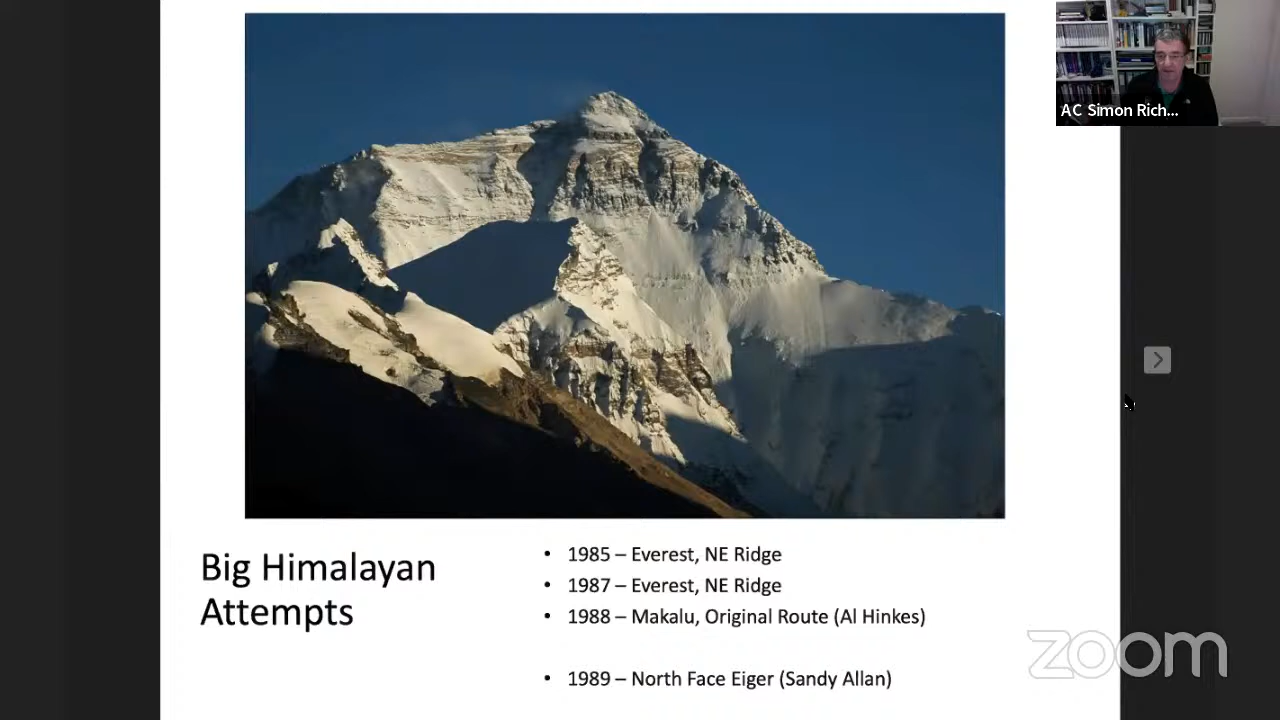 AC Simon Rich...
Big Himalayan
Attempts
• 1985 – Everest, NE Ridge
• 1987 – Everest, NE Ridge
• 1988 – Makalu, Original Route (Al Hinkes)
• 1989 – North Face Eiger (Sandy Allan)
zoom